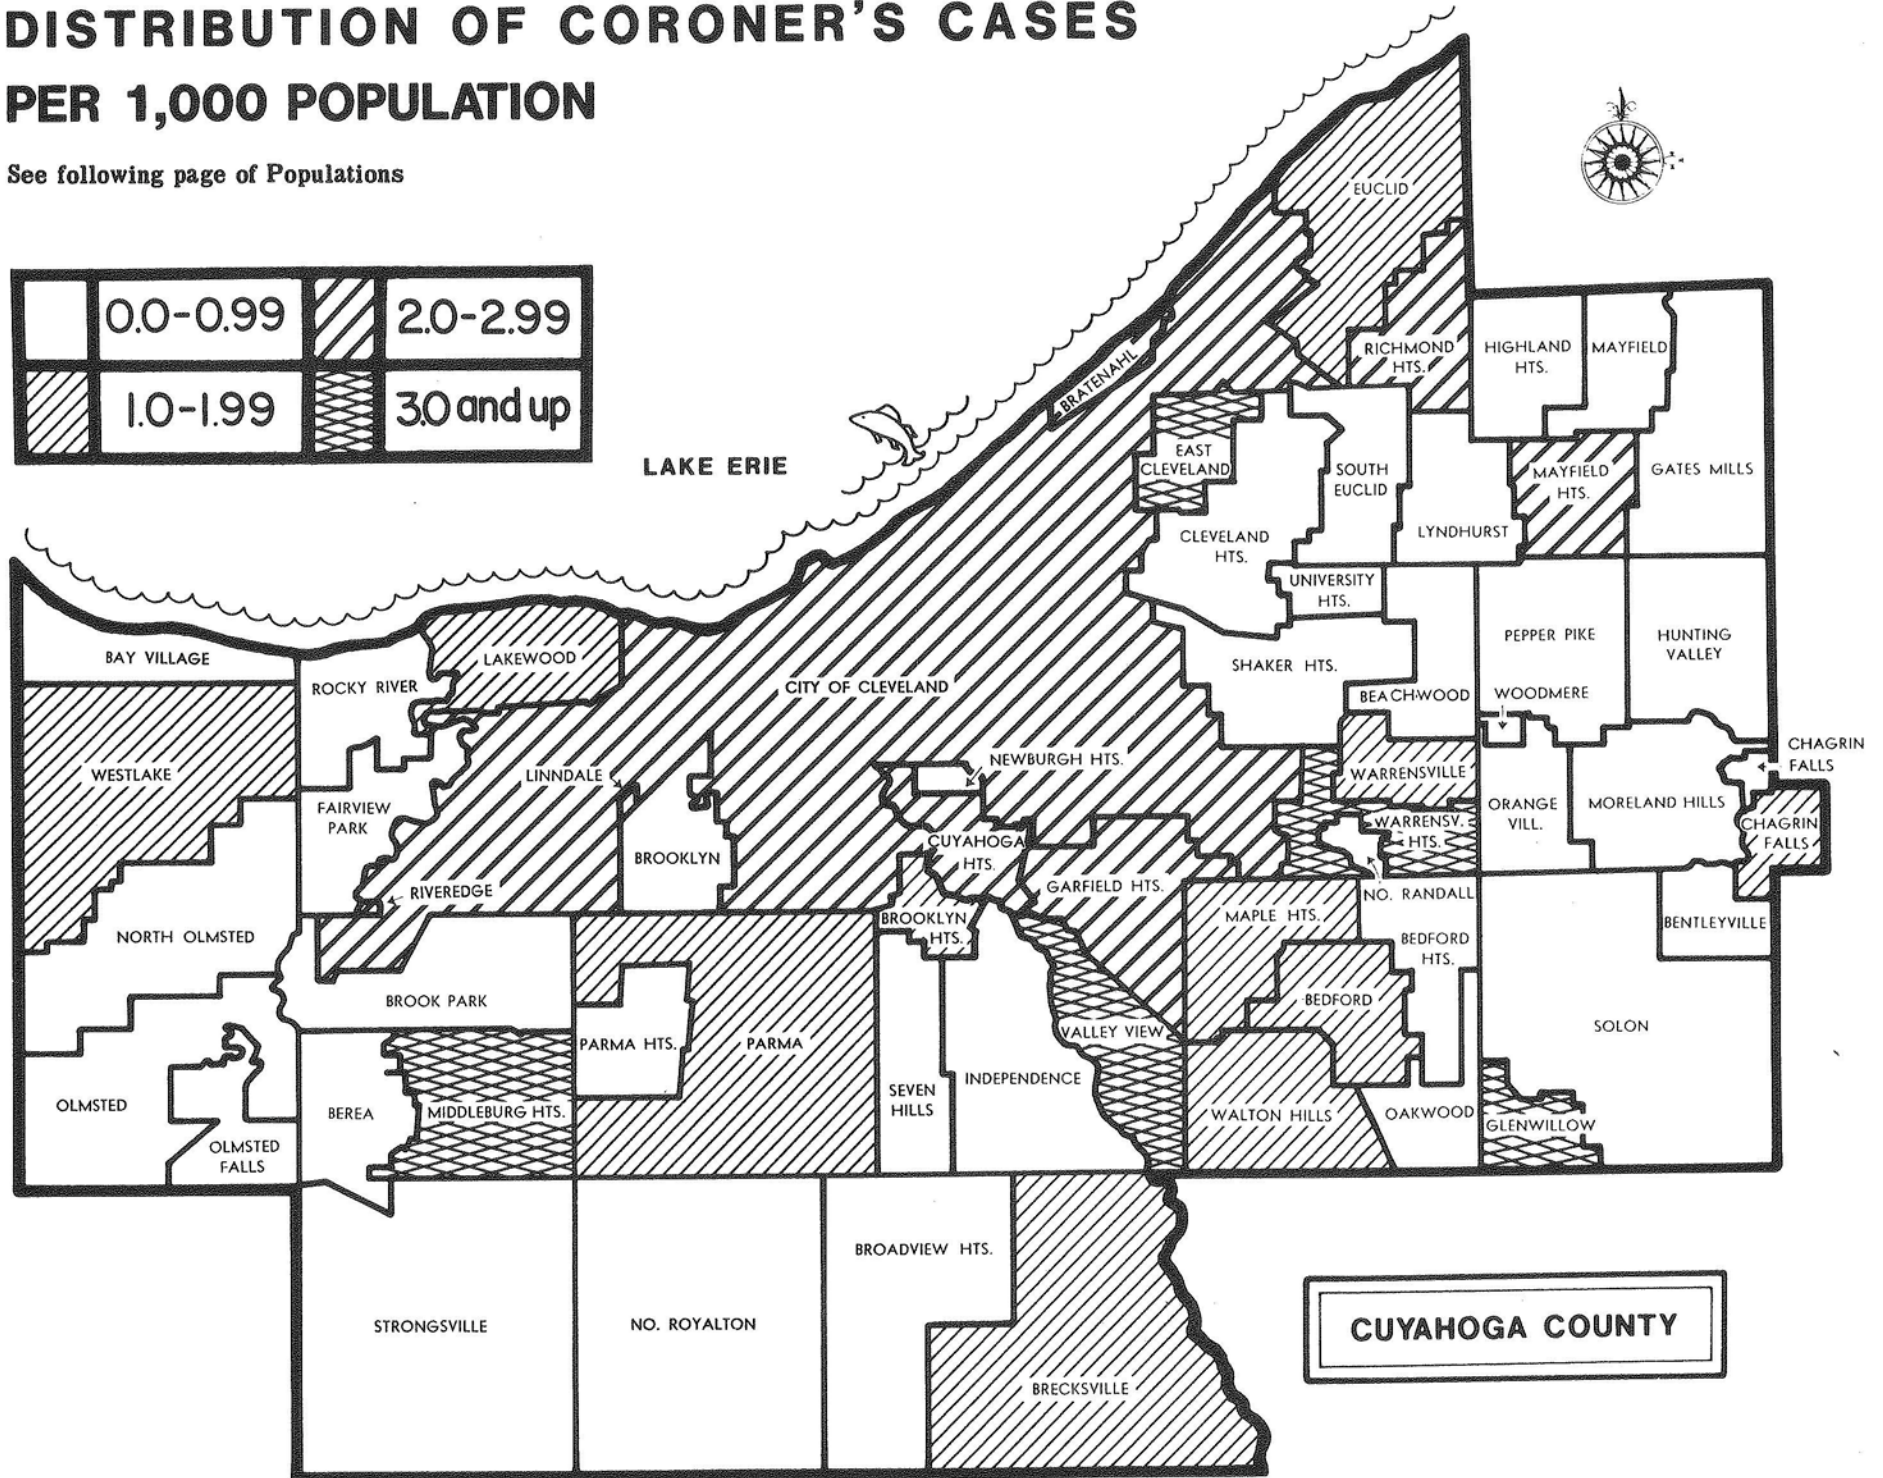 DISTRIBUTION OF CORONER'S CASES
PER 1,000 POPULATION
See following page of Populations
0.0-0.99
2.0-2.99
1.0-1.99
3.0 and up
LAKE ERIE
EUCLID
RICHMOND
HTS.
HIGHLAND
HTS.
MAYFIELD
BRATENAHL
EAST
CLEVELAND
SOUTH
EUCLID
MAYFIELD
HTS.
GATES MILLS
CLEVELAND
HTS.
LYNDHURST
UNIVERSITY
HTS.
PEPPER PIKE
HUNTING
VALLEY
BAY VILLAGE
LAKEWOOD
ROCKY RIVER
CITY OF CLEVELAND
SHAKER HTS.
BEACHWOOD
WOODMERE
WESTLAKE
LINNDALE
NEWBURGH HTS.
WARRENSVILLE
CHAGRIN
FALLS
FAIRVIEW
PARK
ORANGE
VILL.
MORELAND HILLS
WARRENSV.
HTS.
CHAGRIN
FALLS
BROOKLYN
CUYAHOGA
HTS.
RIVEREDGE
GARFIELD HTS.
NO. RANDALL
BROOKLYN
HTS.
MAPLE HTS.
BENTLEYVILLE
NORTH OLMSTED
BEDFORD
HTS.
BROOK PARK
BEDFORD
SOLON
PARMA HTS.
PARMA
VALLEY VIEW
INDEPENDENCE
SEVEN
HILLS
OLMSTED
BEREA
MIDDLEBURG HTS.
WALTON HILLS
OAKWOOD
GLENWILLOW
OLMSTED
FALLS
BROADVIEW HTS.
STRONGSVILLE
NO. ROYALTON
BRECKSVILLE
CUYAHOGA COUNTY